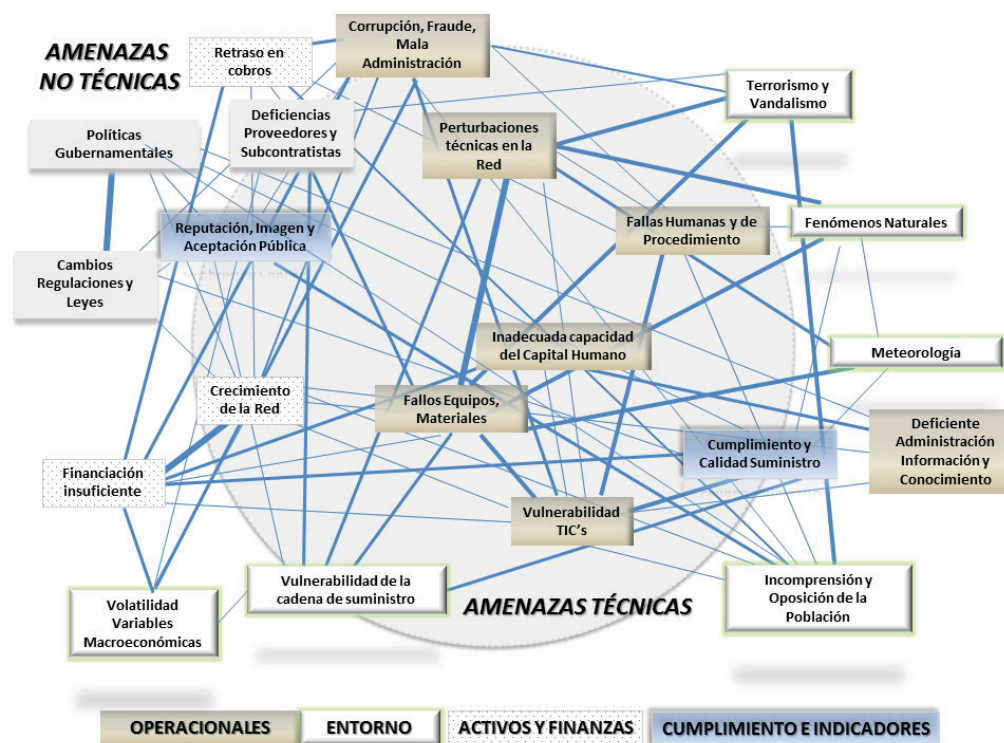 AMENAZAS
NO TÉCNICAS
Retraso en
cobros
Corrupción, Fraude,
Mala
Administración
Terrorismo y
Vandalismo
Políticas
Gubernamentales
Deficiencias
Proveedores y
Subcontratistas
Perturbaciones
técnicas en la
Red
Reputación, Imagen y
Aceptación Pública
Fallas Humanas y de
Procedimiento
Fenómenos Naturales
Cambios
Regulaciones y
Leyes
Inadecuada capacidad
del Capital Humano
Meteorología
Crecimiento
de la Red
Fallos Equipos,
Materiales
Cumplimiento y
Calidad Suministro
Deficiente
Administración
Información y
Conocimiento
Financiación
insuficiente
Vulnerabilidad
TIC's
Vulnerabilidad de la
cadena de suministro
AMENAZAS TÉCNICAS
Incomprensión y
Oposición de la
Población
Volatilidad
Variables
Macroeconómicas
OPERACIONALES
ENTORNO
ACTIVOS Y FINANZAS
CUMPLIMIENTO E INDICADORES